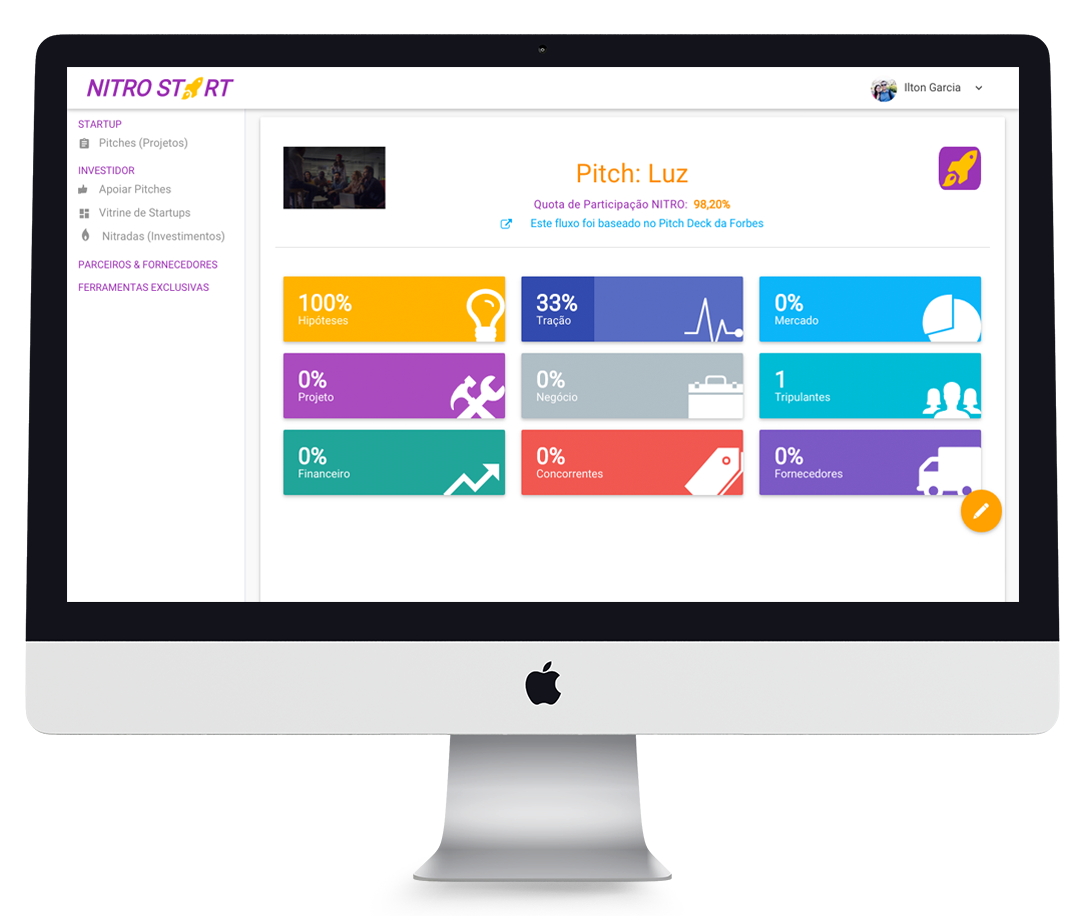 NITRO START
Ilton Garcia
STARTUP
Pitches (Projetos)
INVESTIDOR
Apoiar Pitches
Vitrine de Startups
Nitradas (Investimentos)
PARCEIROS & FORNECEDORES
FERRAMENTAS EXCLUSIVAS
Pitch: Luz
Quota de Participação NITRO: 98,20%
Este fluxo foi baseado no Pitch Deck da Forbes
100%
Hipóteses
33%
Tração
0%
Mercado
0%
Projeto
0%
Negócio
1
Tripulantes
0%
Financeiro
0%
Concorrentes
0%
Fornecedores